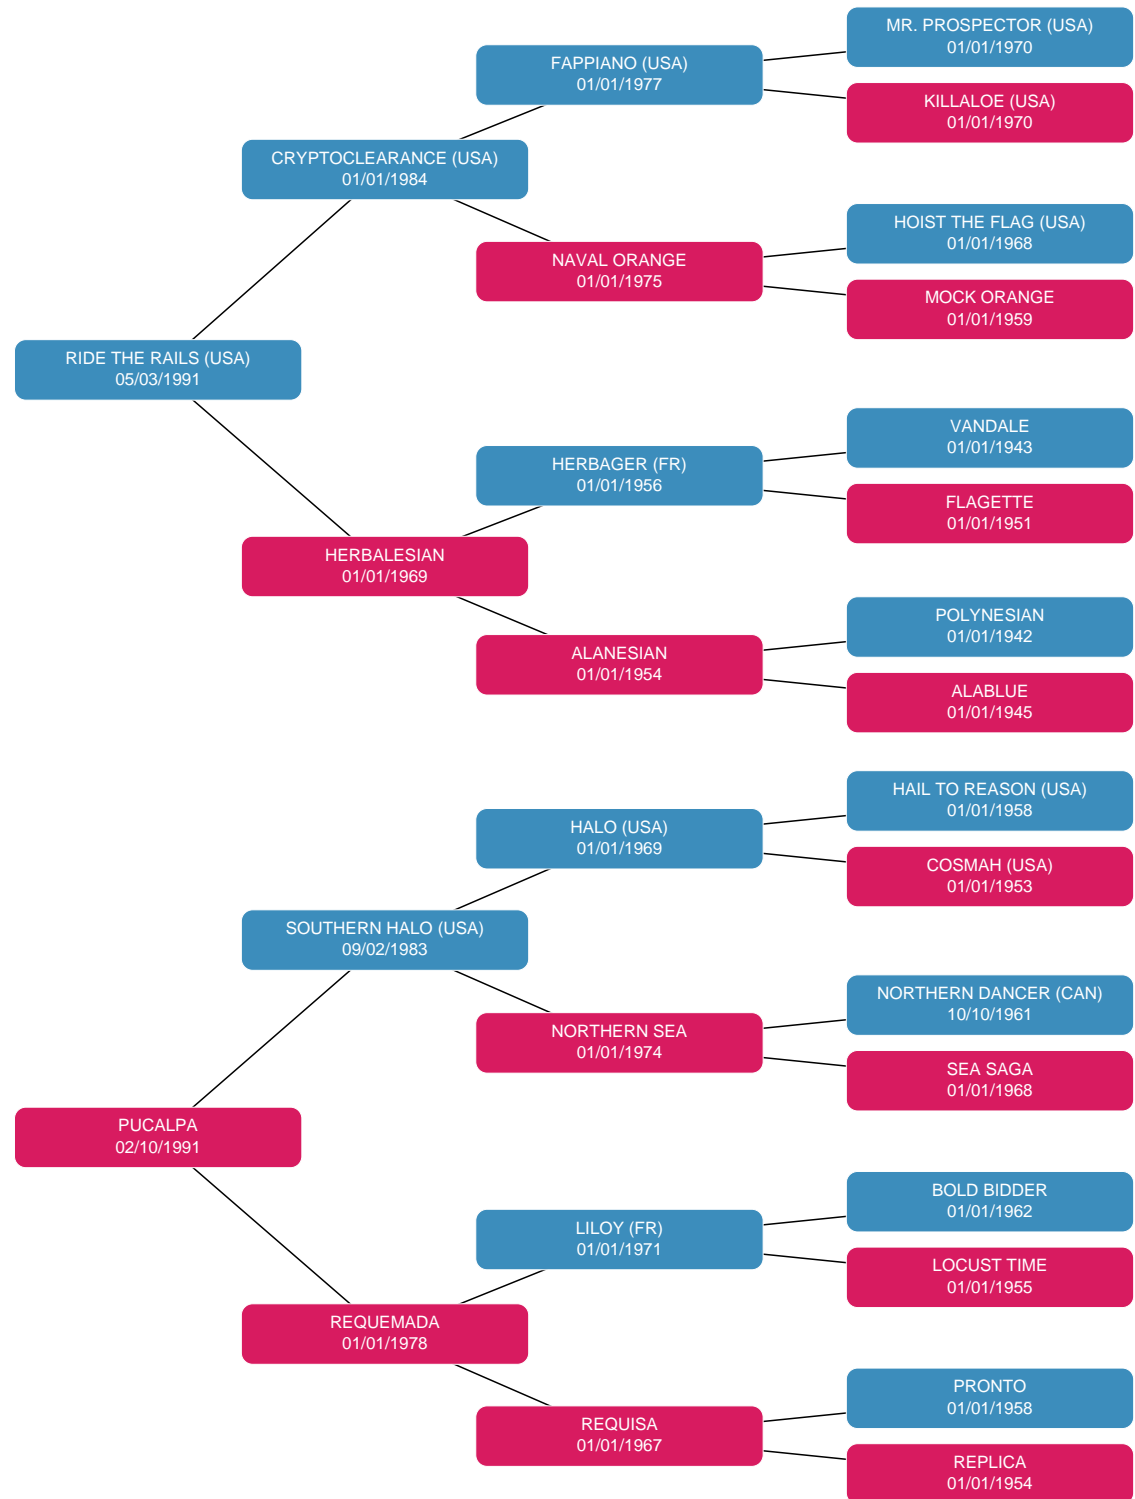 MR. PROSPECTOR (USA)
01/01/1970
FAPPIANO (USA)
01/01/1977
KILLALOE (USA)
01/01/1970
CRYPTOCLEARANCE (USA)
01/01/1984
HOIST THE FLAG (USA)
01/01/1968
NAVAL ORANGE
01/01/1975
MOCK ORANGE
01/01/1959
RIDE THE RAILS (USA)
05/03/1991
VANDALE
01/01/1943
HERBAGER (FR)
01/01/1956
FLAGETTE
01/01/1951
HERBALESIAN
01/01/1969
POLYNESIAN
01/01/1942
ALANESIAN
01/01/1954
ALABLUE
01/01/1945
HAIL TO REASON (USA)
01/01/1958
HALO (USA)
01/01/1969
COSMAH (USA)
01/01/1953
SOUTHERN HALO (USA)
09/02/1983
NORTHERN DANCER (CAN)
10/10/1961
NORTHERN SEA
01/01/1974
SEA SAGA
01/01/1968
PUCALPA
02/10/1991
BOLD BIDDER
01/01/1962
LILOY (FR)
01/01/1971
LOCUST TIME
01/01/1955
REQUEMADA
01/01/1978
PRONTO
01/01/1958
REQUISA
01/01/1967
REPLICA
01/01/1954